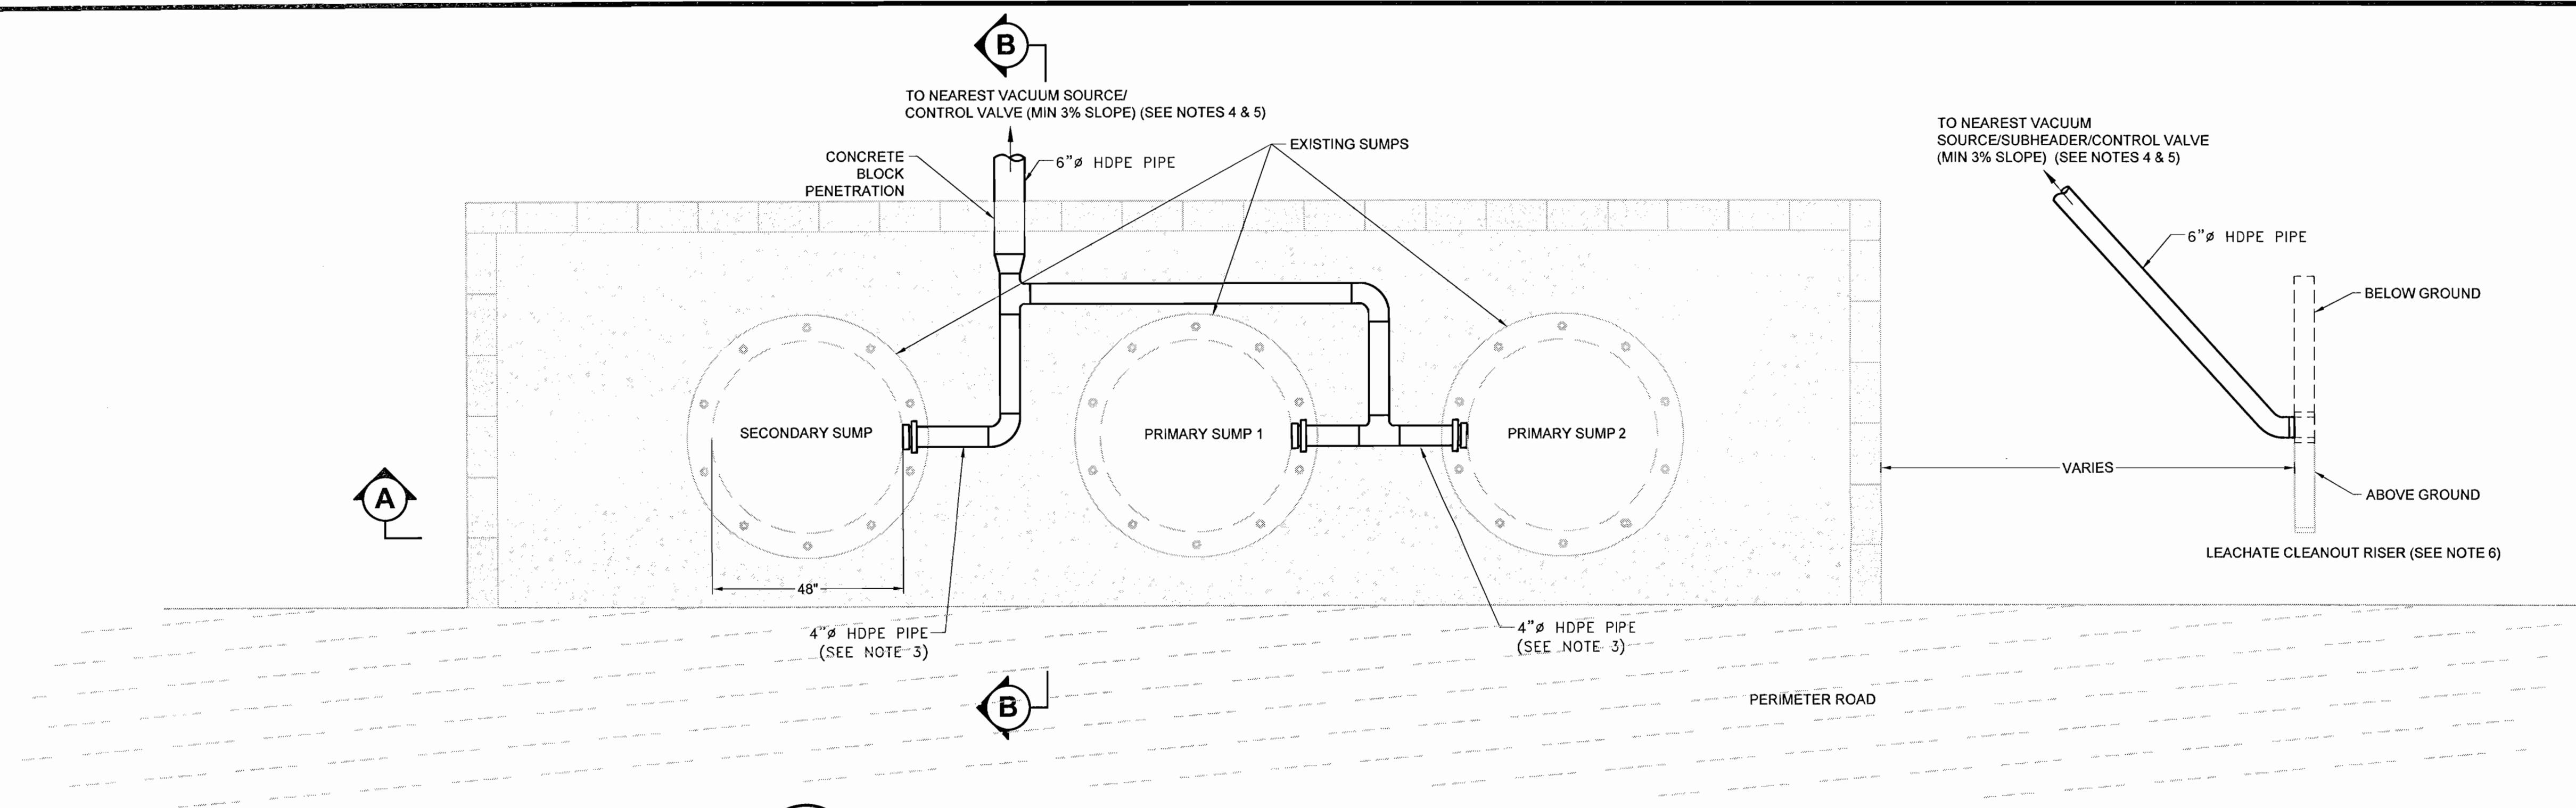 B
TO NEAREST VACUUM SOURCE/
CONTROL VALVE (MIN 3% SLOPE) (SEE NOTES 4 & 5)
CONCRETE
BLOCK
PENETRATION
6"ø HDPE PIPE
EXISTING SUMPS
TO NEAREST VACUUM
SOURCE/SUBHEADER/CONTROL VALVE
(MIN 3% SLOPE) (SEE NOTES 4 & 5)
6"ø HDPE PIPE
BELOW GROUND
SECONDARY SUMP
PRIMARY SUMP 1
PRIMARY SUMP 2
VARIES
A
ABOVE GROUND
LEACHATE CLEANOUT RISER (SEE NOTE 6)
48"
4"ø HDPE PIPE
(SEE NOTE 3)
4"ø HDPE PIPE
(SEE NOTE 3)
B
PERIMETER ROAD